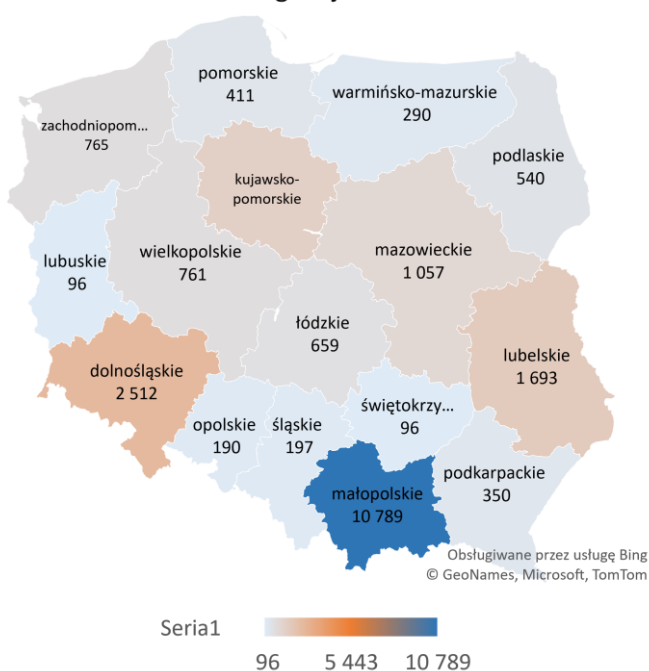 pomorskie
411
warmińsko-mazurskie
290
zachodniopom...
765
podlaskie
540
kujawsko-
pomorskie
wielkopolskie
761
mazowieckie
1 057
lubuskie
96
łódzkie
659
lubelskie
1 693
dolnośląskie
2 512
świętokrzy...
96
opolskie
190
śląskie
197
podkarpackie
350
małopolskie
10 789
Obsługiwane przez usługę Bing
© GeoNames, Microsoft, TomTom
Seria1
96 5 443 10 789